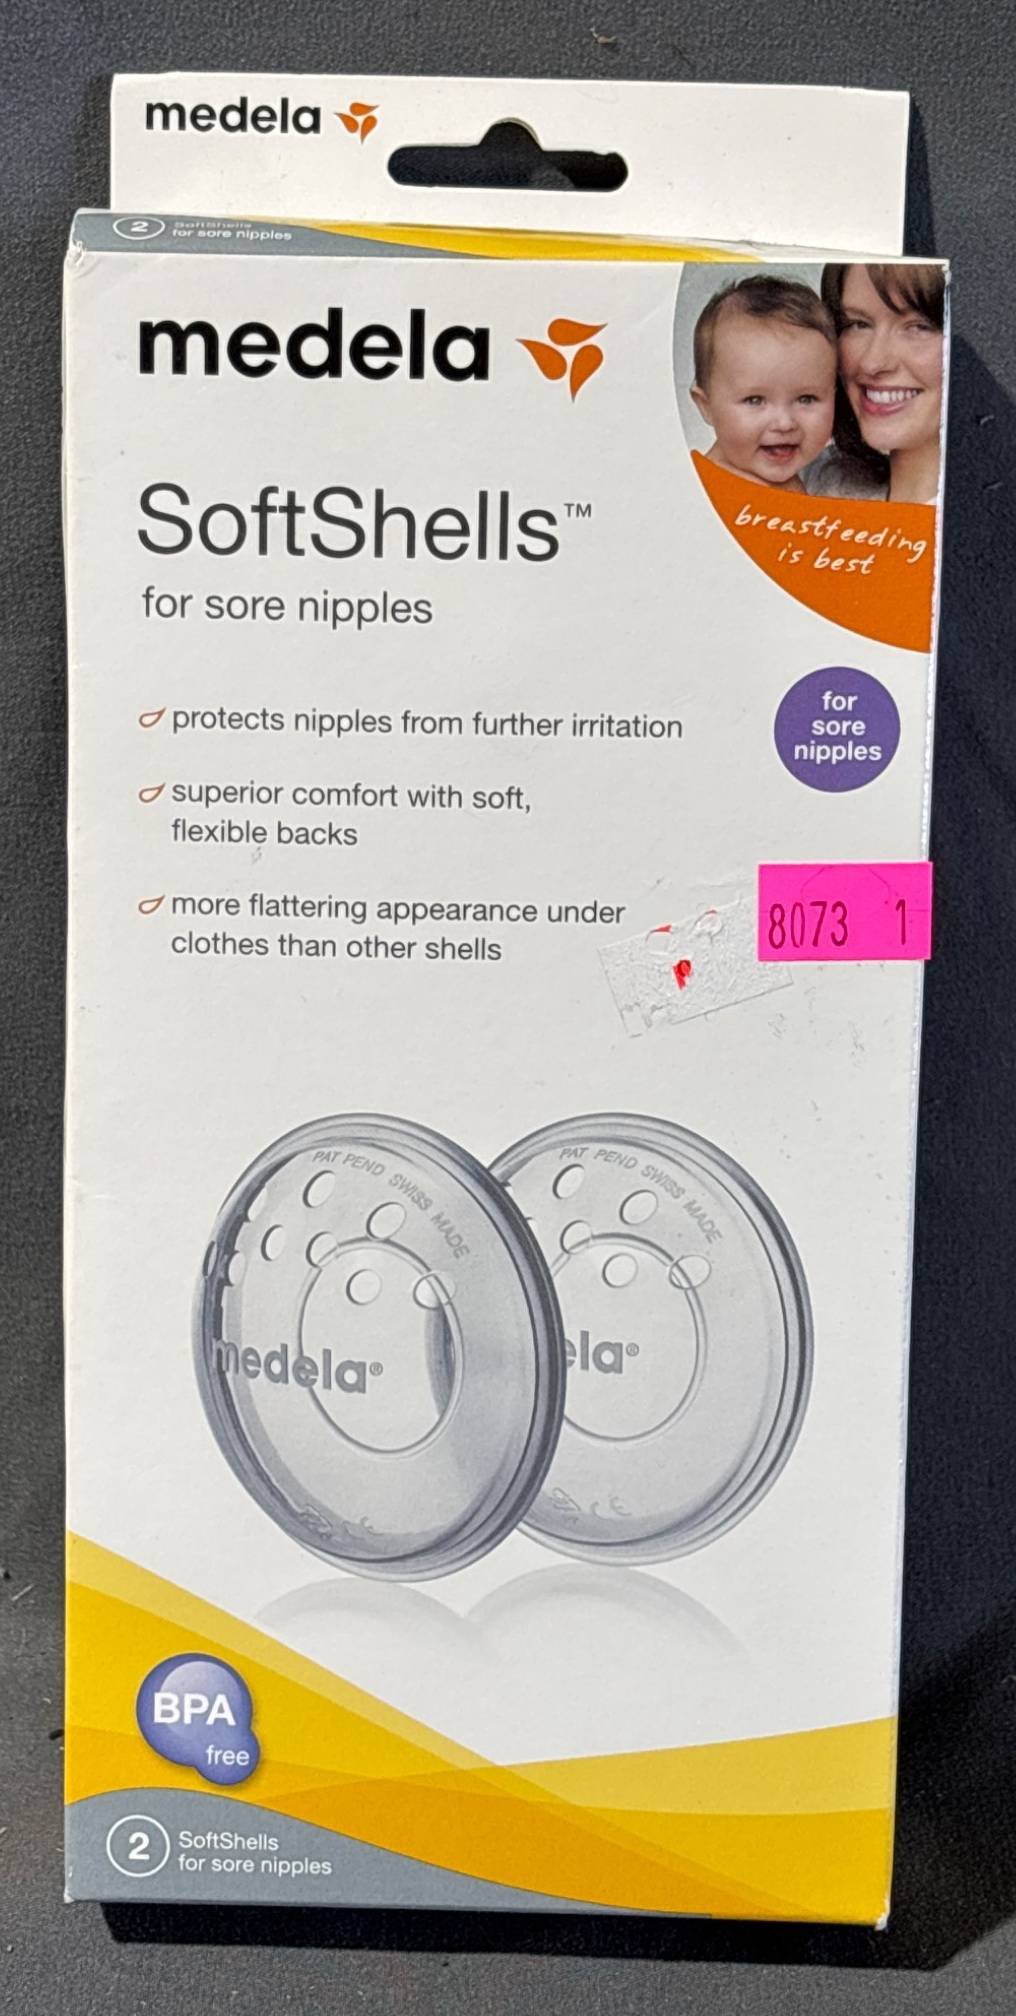 medela
2 SoftShells
for sore nipples
medela
SoftShells™
for sore nipples
breastfeeding
is best
for
sore
nipples
protects nipples from further irritation
superior comfort with soft,
flexible backs
more flattering appearance under
clothes than other shells
8073 1
PAT PEND SWISS MADE
PAT PEND SWISS MADE
medela®
ela®
BPA
free
2 SoftShells
for sore nipples